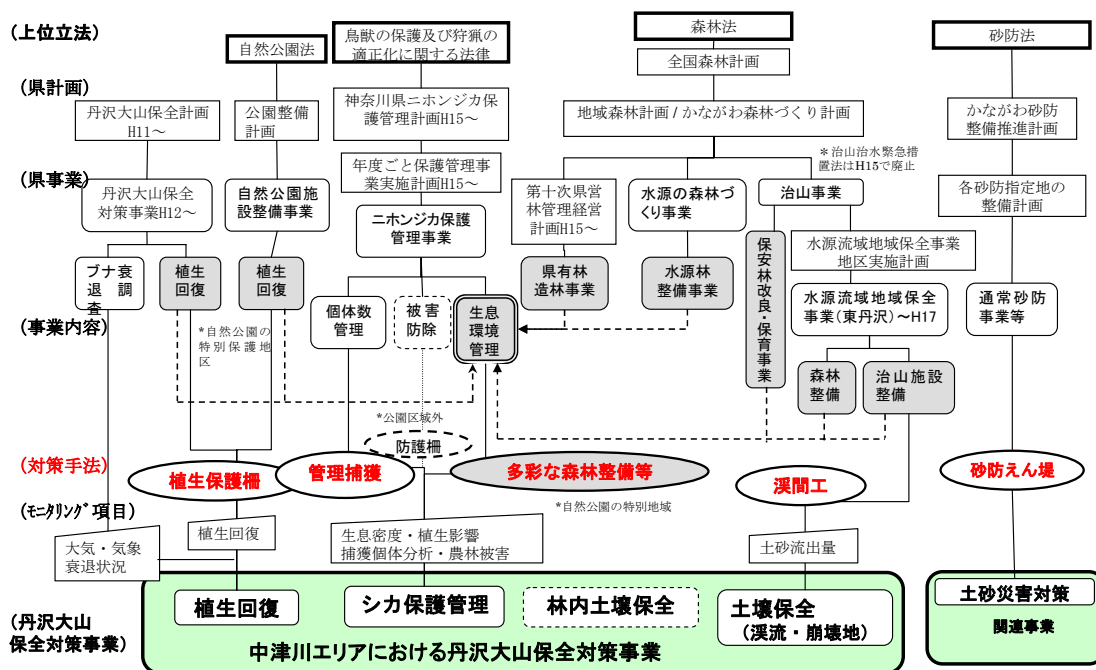 (上位立法)
自然公園法
鳥獣の保護及び狩猟の
適正化に関する法律
森林法
砂防法
全国森林計画
(県計画)
丹沢大山保全計画
H11～
公園整備
計画
神奈川県ニホンジカ保
護管理計画H15～
地域森林計画 / かながわ森林づくり計画
かながわ砂防
整備推進計画
＊治山治水緊急措
置法はH15で廃止
(県事業)
丹沢大山保全
対策事業H12～
自然公園施
設整備事業
年度ごと保護管理事
業実施計画H15～
ニホンジカ保護
管理事業
第十次県営
林管理経営
計画H15～
水源の森林づ
くり事業
治山事業
各砂防指定地の
整備計画
水源流域地域保全事業
地区実施計画
(事業内容)
ブナ衰
退 調
査
植生
回復
植生
回復
個体数
管理
被害
防除
生息
環境
管理
県有林
造林事業
水源林
整備事業
保安林改良・保育事業
水源流域地域保全
事業(東丹沢)～H17
通常砂防
事業等
*自然公園の
特別保護地
区
森林
整備
治山施設
整備
*公園区域外
防護柵
(対策手法)
植生保護柵
管理捕獲
多彩な森林整備等
渓間工
砂防えん堤
*自然公園の特別地域
(ﾓﾆﾀﾘﾝｸﾞ項目)
大気・気象
衰退状況
植生回復
生息密度・植生影響
捕獲個体分析・農林被害
土砂流出量
(丹沢大山
保全対策事業)
植生回復
シカ保護管理
林内土壌保全
土壌保全
(渓流・崩壊地)
土砂災害対策
関連事業
中津川エリアにおける丹沢大山保全対策事業